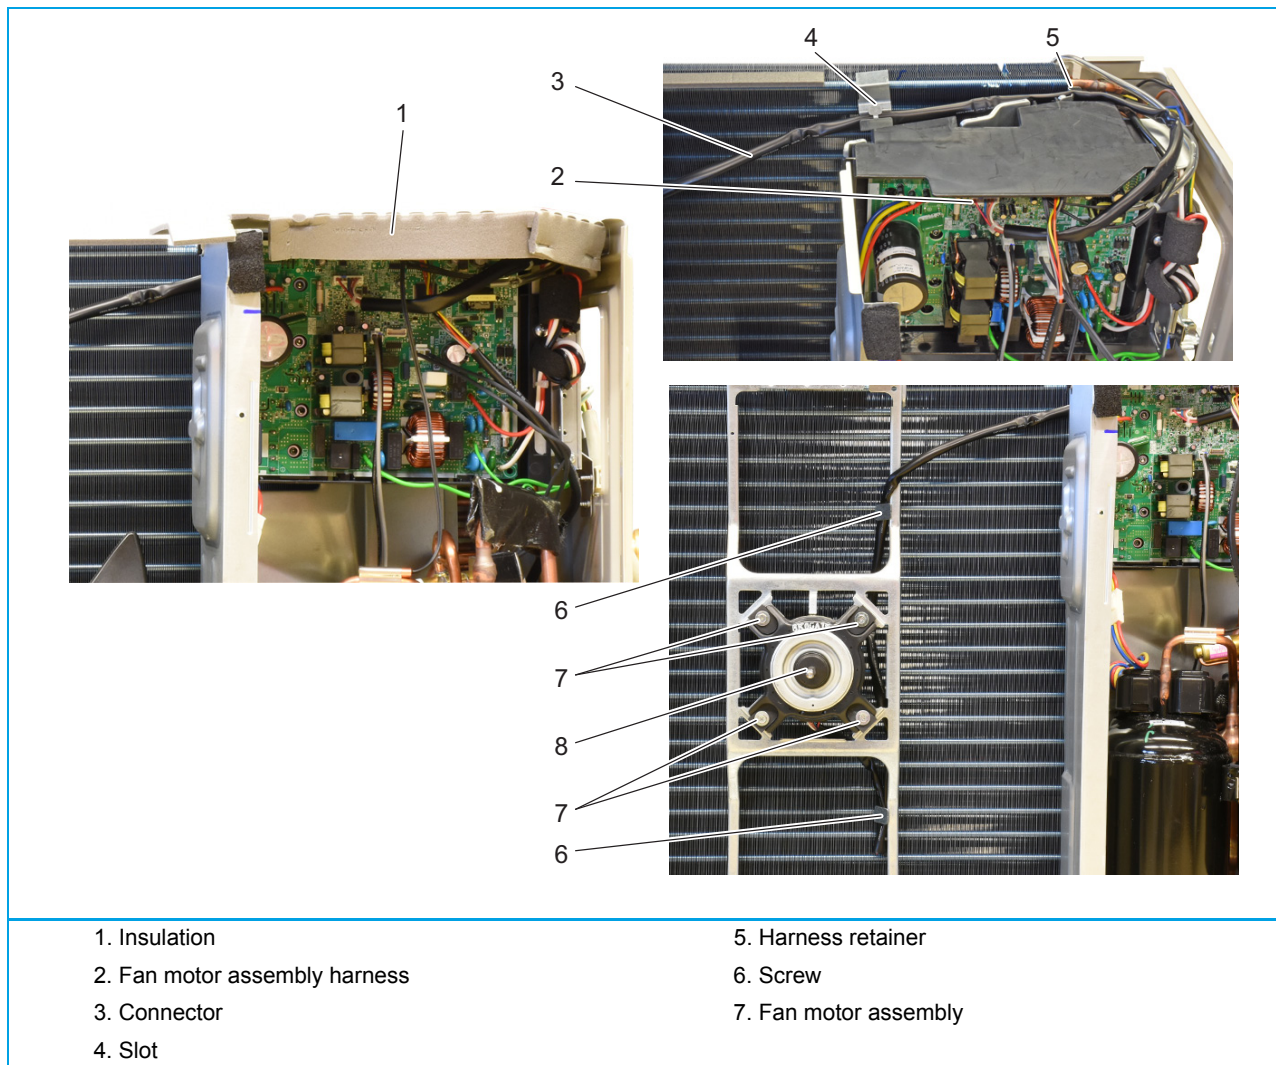 1
2
3
4
5
6
7
8
7
6
1. Insulation
2. Fan motor assembly harness
3. Connector
4. Slot
5. Harness retainer
6. Screw
7. Fan motor assembly